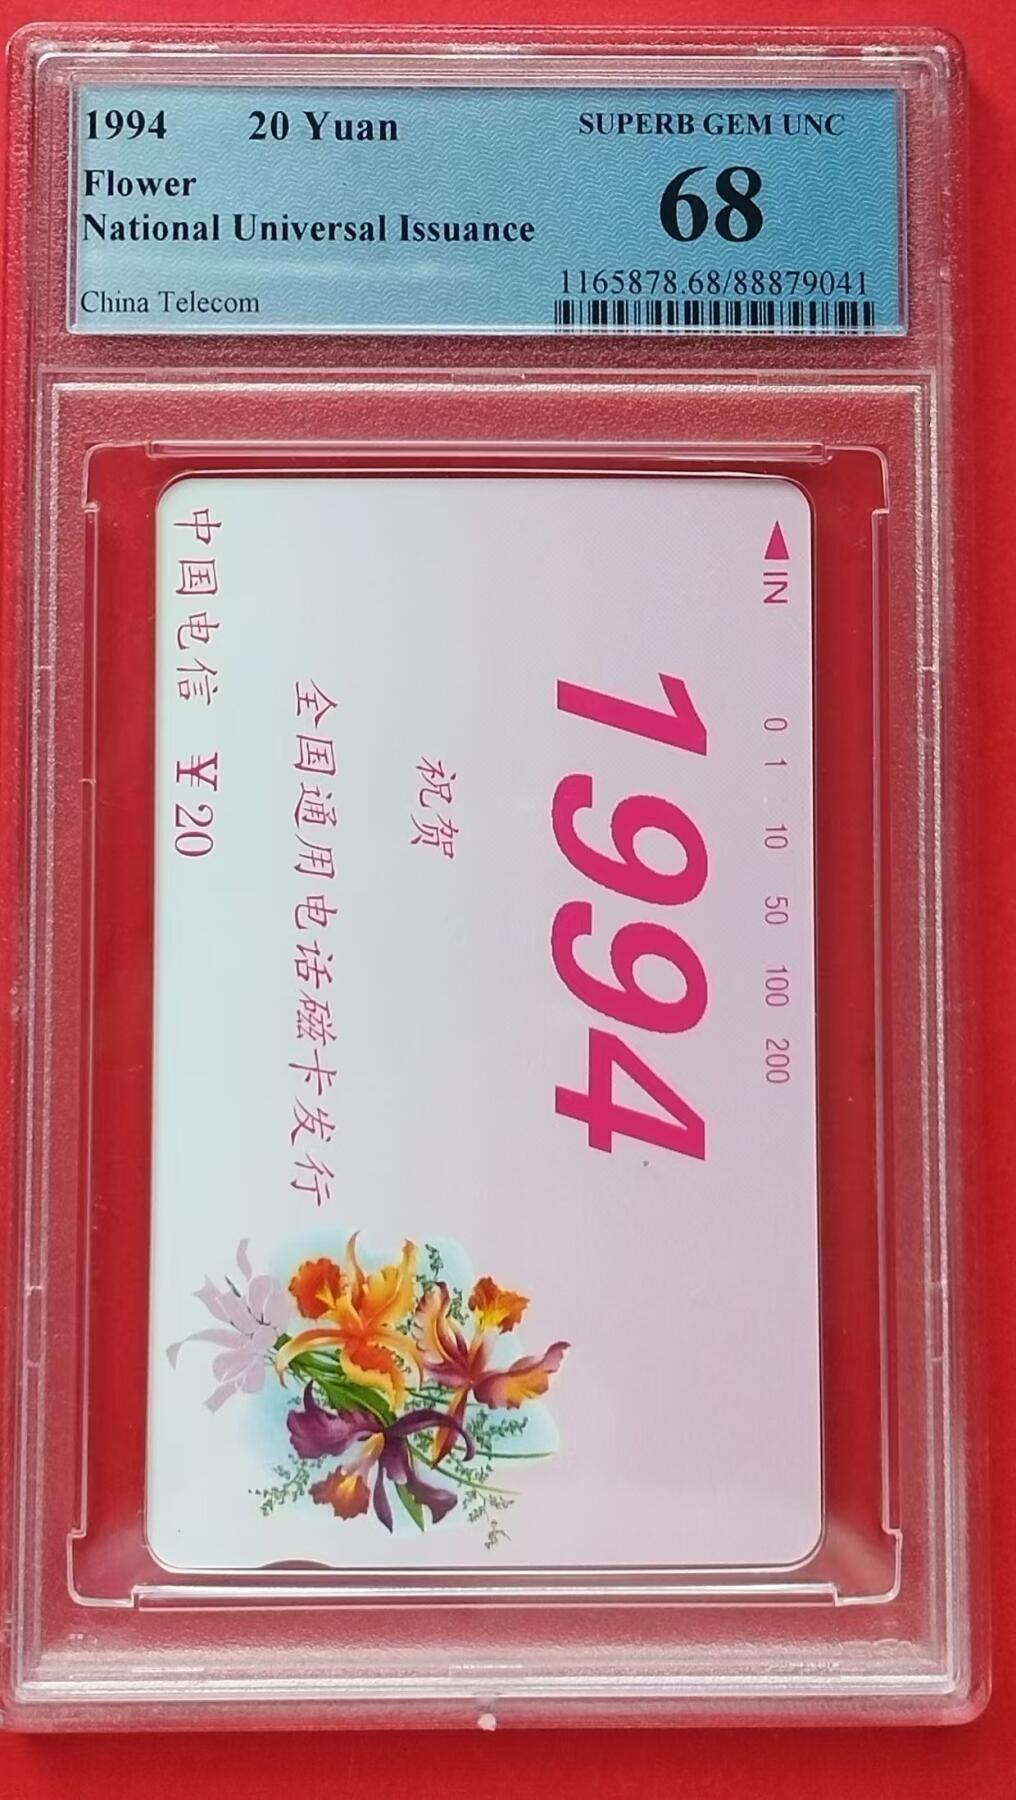 1994 20 Yuan SUPERB GEM UNC
Flower 68
National Universal Issuance
1165878.68/88879041
China Telecom
◀IN 0 1 10 50 100 200
1994
祝贺
全国通用电话磁卡发行
中国电信 ¥20